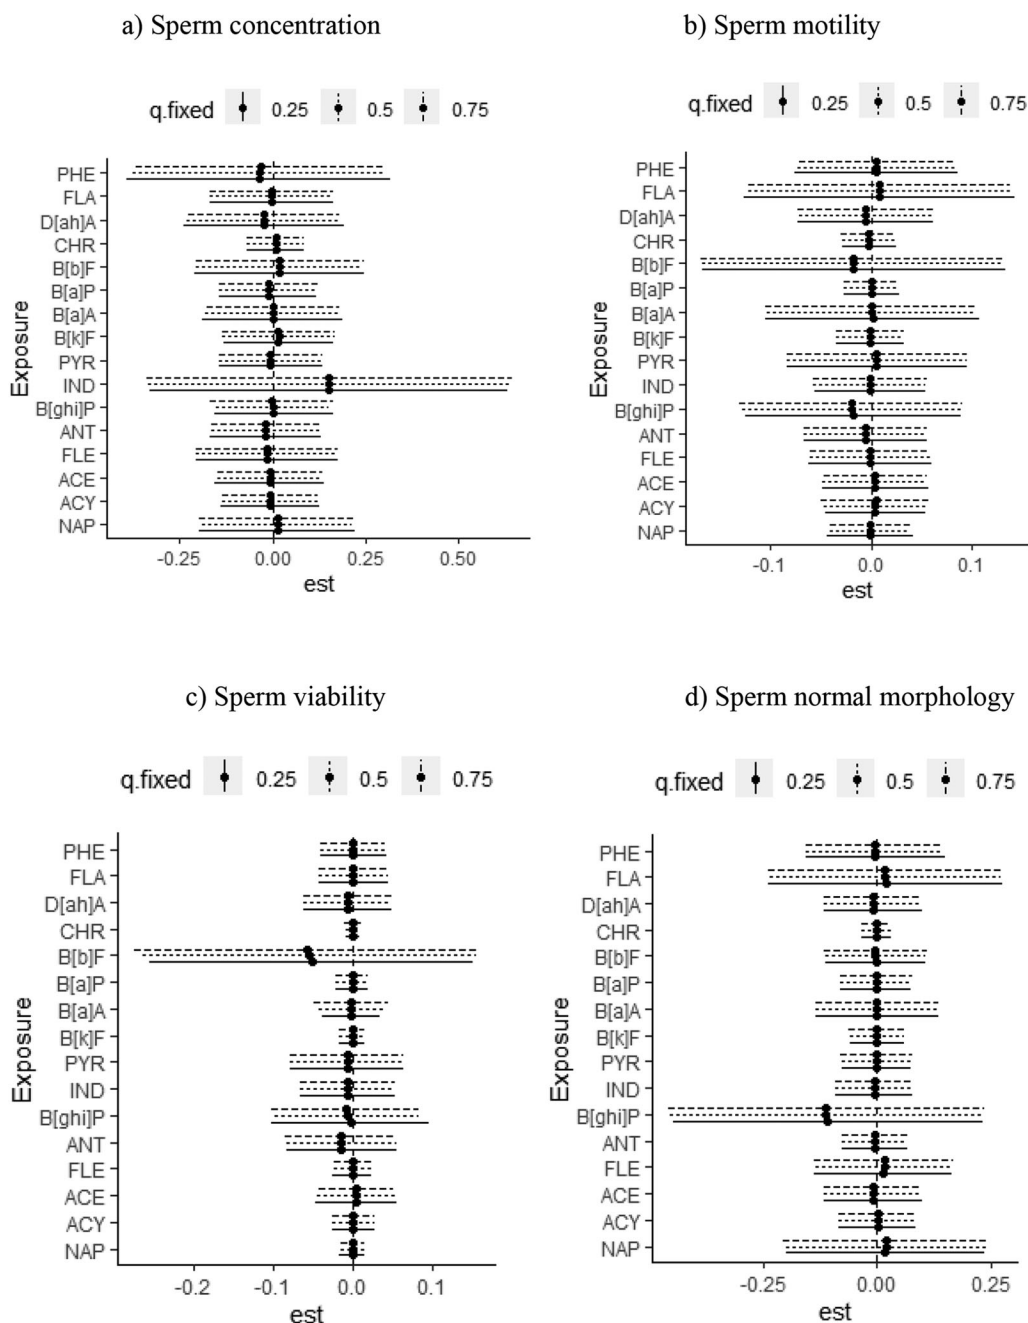 a) Sperm concentration
q.fixed 0.25 0.5 0.75
Exposure
PHE
FLA
D[ah]A
CHR
B[b]F
B[a]P
B[a]A
B[k]F
PYR
IND
B[ghi]P
ANT
FLE
ACE
ACY
NAP
-0.25 0.00 0.25 0.50
est
b) Sperm motility
q.fixed 0.25 0.5 0.75
Exposure
PHE
FLA
D[ah]A
CHR
B[b]F
B[a]P
B[a]A
B[k]F
PYR
IND
B[ghi]P
ANT
FLE
ACE
ACY
NAP
-0.1 0.0 0.1
est
c) Sperm viability
q.fixed 0.25 0.5 0.75
Exposure
PHE
FLA
D[ah]A
CHR
B[b]F
B[a]P
B[a]A
B[k]F
PYR
IND
B[ghi]P
ANT
FLE
ACE
ACY
NAP
-0.2 -0.1 0.0 0.1
est
d) Sperm normal morphology
q.fixed 0.25 0.5 0.75
Exposure
PHE
FLA
D[ah]A
CHR
B[b]F
B[a]P
B[a]A
B[k]F
PYR
IND
B[ghi]P
ANT
FLE
ACE
ACY
NAP
-0.25 0.00 0.25
est